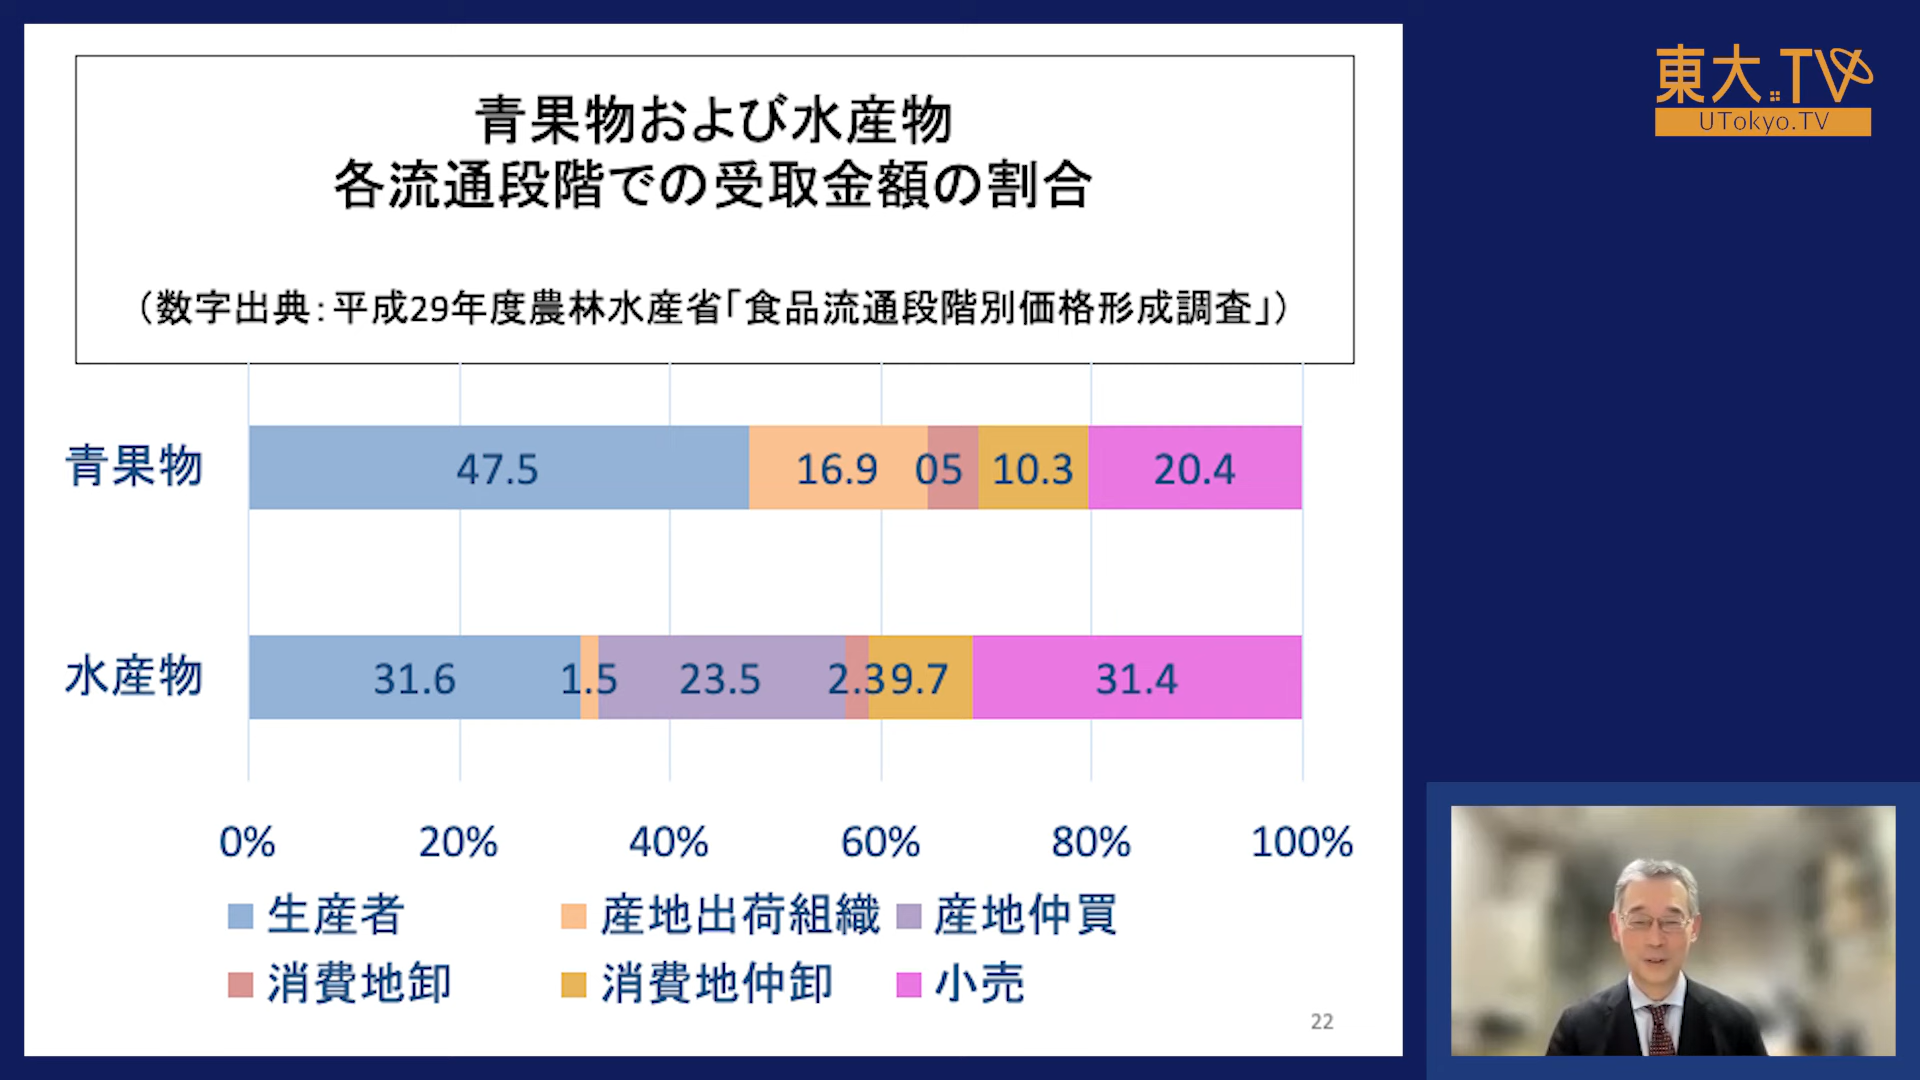 青果物および水産物
各流通段階での受取金額の割合
（数字出典：平成29年度農林水産省「食品流通段階別価格形成調査」）
青果物 47.5 16.9 05 10.3 20.4
水産物 31.6 1.5 23.5 2.3 9.7 31.4
0% 20% 40% 60% 80% 100%
生産者 産地出荷組織 産地仲買
消費地卸 消費地仲卸 小売
22
東大.TV
UTokyo.TV